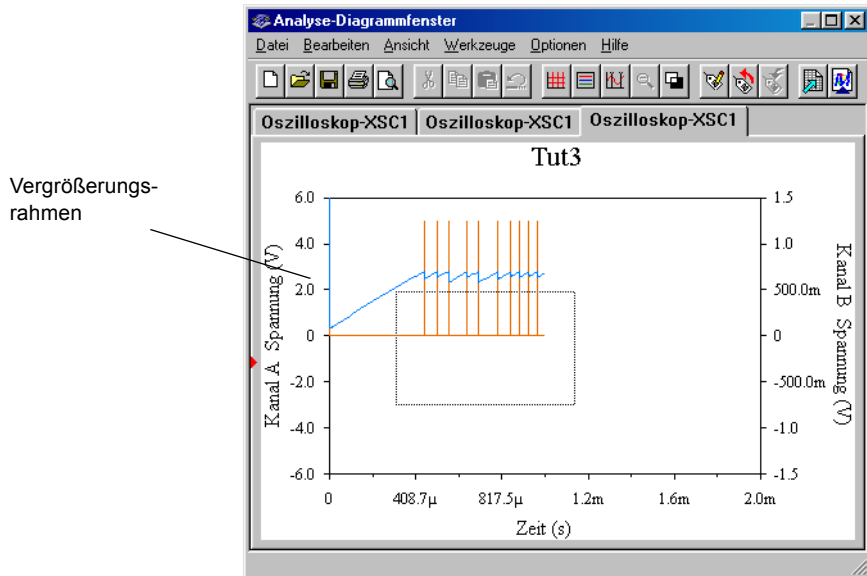 Analyse-Diagrammfenster
Datei Bearbeiten Ansicht Werkzeuge Optionen Hilfe
Oszilloskop-XSC1 Oszilloskop-XSC1 Oszilloskop-XSC1
Tut3
Vergrößerungs-
rahmen
Kanal A Spannung (V)
6.0
4.0
2.0
0
-2.0
-4.0
-6.0
1.5
1.0
500.0m
0
-500.0m
-1.0
-1.5
Kanal B Spannung (V)
0 408.7µ 817.5µ 1.2m 1.6m 2.0m
Zeit (s)